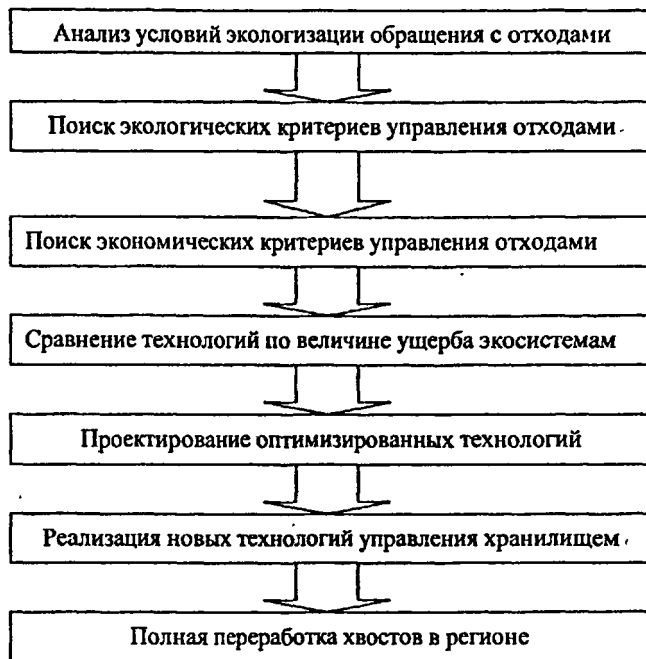 Анализ условий экологизации обращения с отходами
Поиск экологических критериев управления отходами
Поиск экономических критериев управления отходами
Сравнение технологий по величине ущерба экосистемам
Проектирование оптимизированных технологий
Реализация новых технологий управления хранилищем
Полная переработка хвостов в регионе